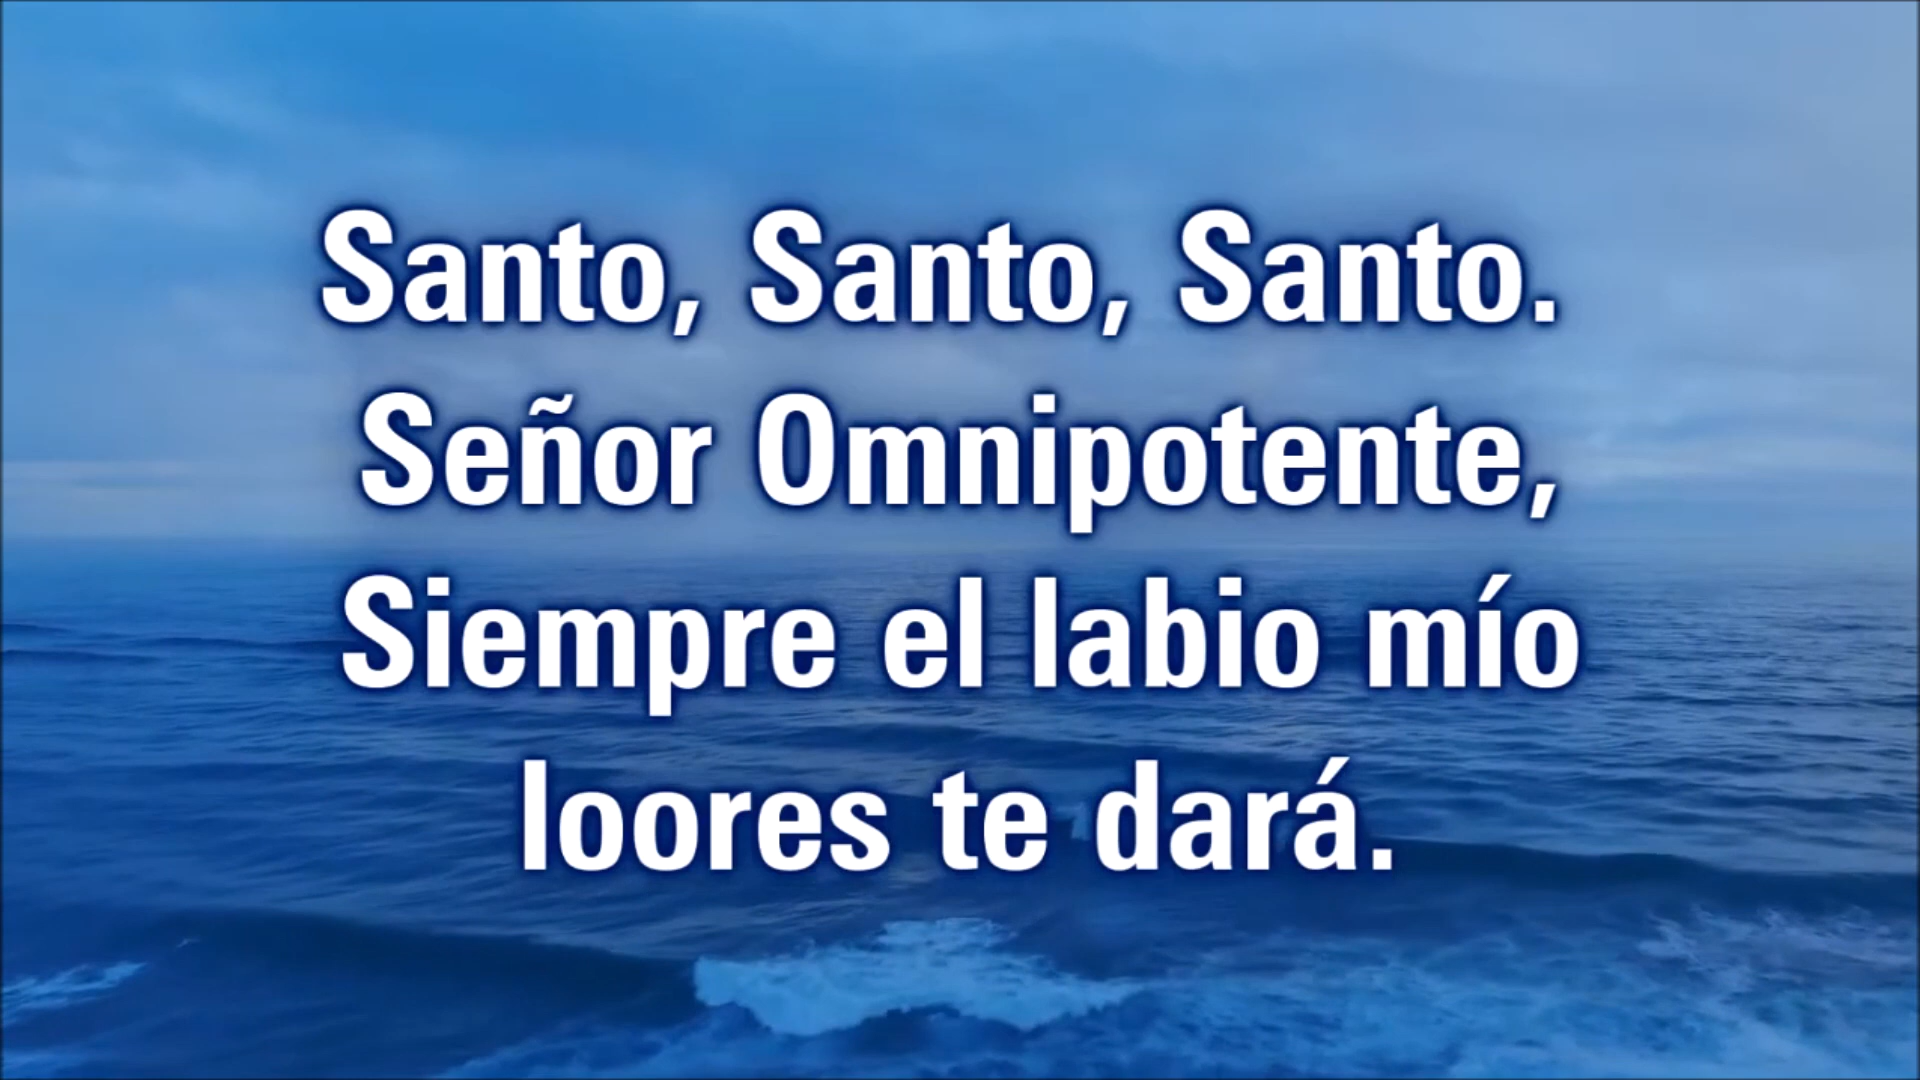 Santo, Santo, Santo.
Señor Omnipotente,
Siempre el labio mío
loores te dará.